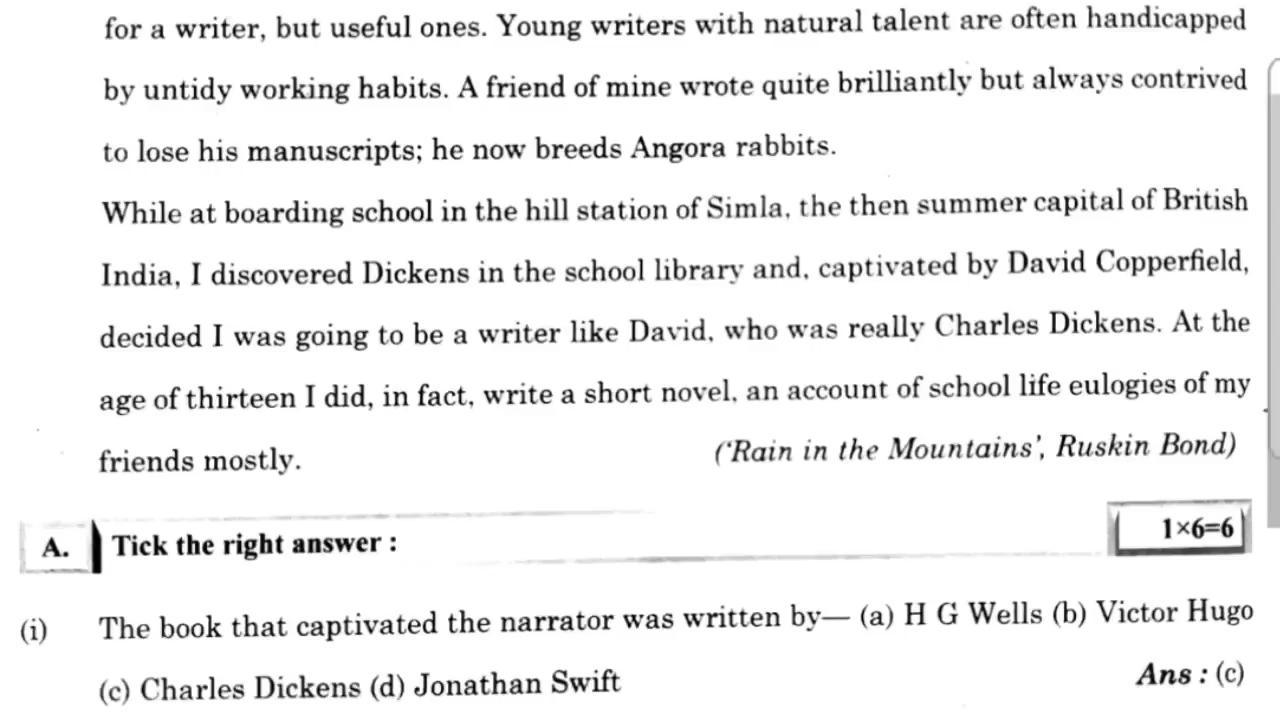 for a writer, but useful ones. Young writers with natural talent are often handicapped
by untidy working habits. A friend of mine wrote quite brilliantly but always contrived
to lose his manuscripts; he now breeds Angora rabbits.
While at boarding school in the hill station of Simla, the then summer capital of British
India, I discovered Dickens in the school library and, captivated by David Copperfield,
decided I was going to be a writer like David, who was really Charles Dickens. At the
age of thirteen I did, in fact, write a short novel, an account of school life eulogies of my
friends mostly. ('Rain in the Mountains', Ruskin Bond)
A. Tick the right answer : 1×6=6
(i) The book that captivated the narrator was written by— (a) H G Wells (b) Victor Hugo
(c) Charles Dickens (d) Jonathan Swift Ans : (c)